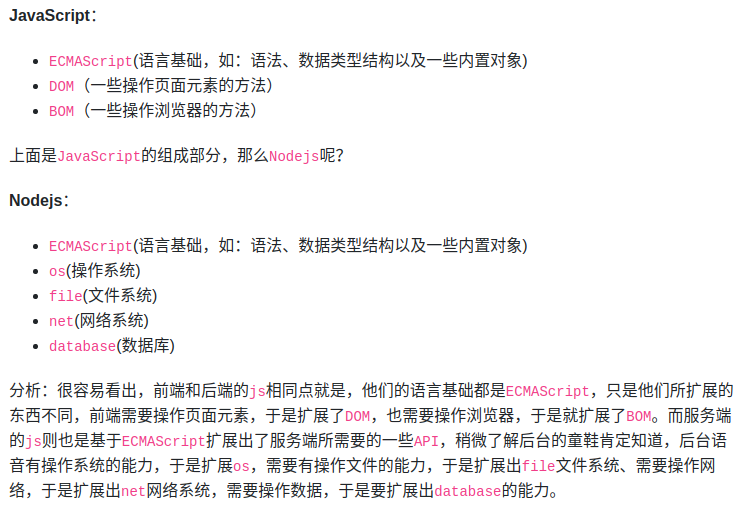 JavaScript：
ECMAScript(语言基础，如：语法、数据类型结构以及一些内置对象)
DOM（一些操作页面元素的方法）
BOM（一些操作浏览器的方法）
上面是JavaScript的组成部分，那么Nodejs呢？
Nodejs：
ECMAScript(语言基础，如：语法、数据类型结构以及一些内置对象)
os(操作系统)
file(文件系统)
net(网络系统)
database(数据库)
分析：很容易看出，前端和后端的js相同点就是，他们的语言基础都是ECMAScript，只是他们所扩展的
东西不同，前端需要操作页面元素，于是扩展了DOM，也需要操作浏览器，于是就扩展了BOM。而服务端
的js则也是基于ECMAScript扩展出了服务端所需要的一些API，稍微了解后台的童鞋肯定知道，后台语
音有操作系统的能力，于是扩展os，需要有操作文件的能力，于是扩展出file文件系统、需要操作网
络，于是扩展出net网络系统，需要操作数据，于是要扩展出database的能力。